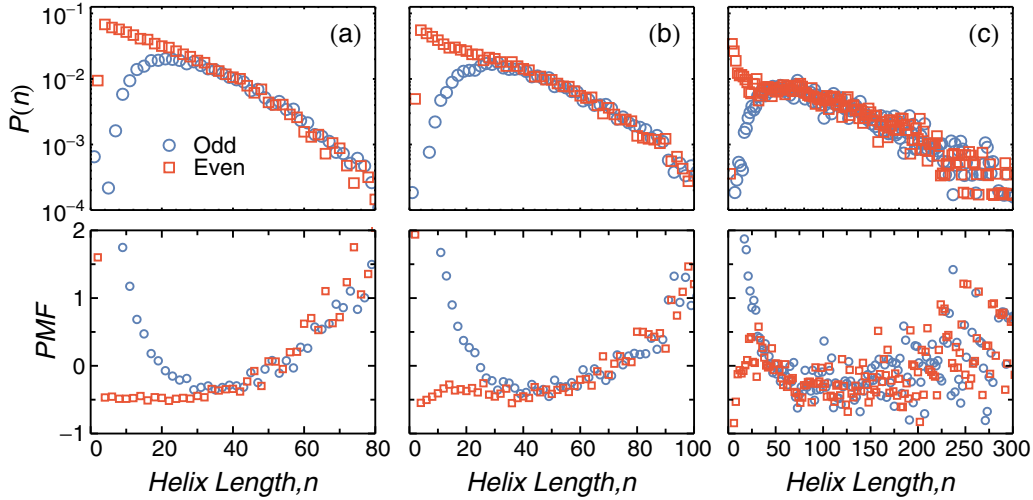 10⁻¹
10⁻²
10⁻³
10⁻⁴
P(n)
(a)
(b)
(c)
Odd
Even
2
1
0
−1
PMF
0 20 40 60 80
0 20 40 60 80 100
0 50 100 150 200 250 300
Helix Length,n
Helix Length,n
Helix Length,n